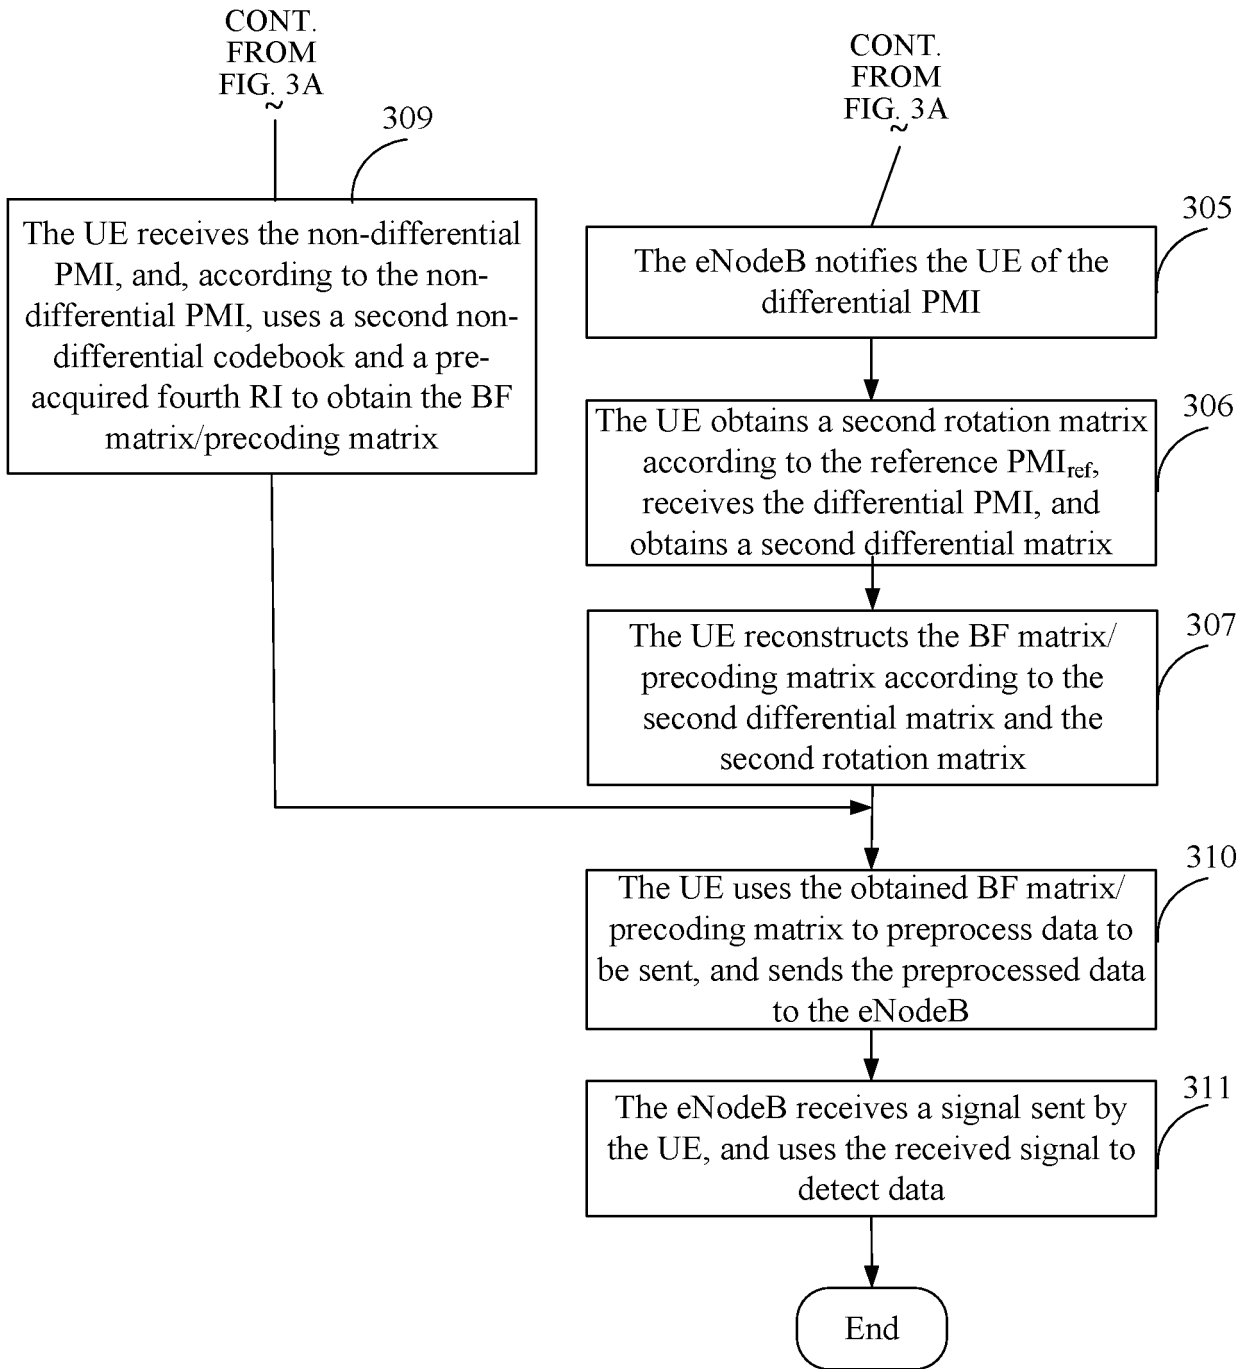 CONT.
FROM
FIG. 3A
~
309
The UE receives the non-differential
PMI, and, according to the non-
differential PMI, uses a second non-
differential codebook and a pre-
acquired fourth RI to obtain the BF
matrix/precoding matrix
CONT.
FROM
FIG. 3A
~
305
The eNodeB notifies the UE of the
differential PMI
306
The UE obtains a second rotation matrix
according to the reference PMIref,
receives the differential PMI, and
obtains a second differential matrix
307
The UE reconstructs the BF matrix/
precoding matrix according to the
second differential matrix and the
second rotation matrix
310
The UE uses the obtained BF matrix/
precoding matrix to preprocess data to
be sent, and sends the preprocessed data
to the eNodeB
311
The eNodeB receives a signal sent by
the UE, and uses the received signal to
detect data
End